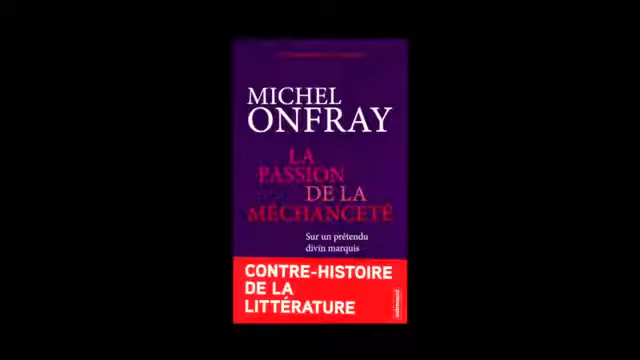 MICHEL
ONFRAY
LA
PASSION
DE LA
MÉCHANCETÉ
Sur un prétendu
divin marquis
CONTRE-HISTOIRE
DE LA
LITTÉRATURE